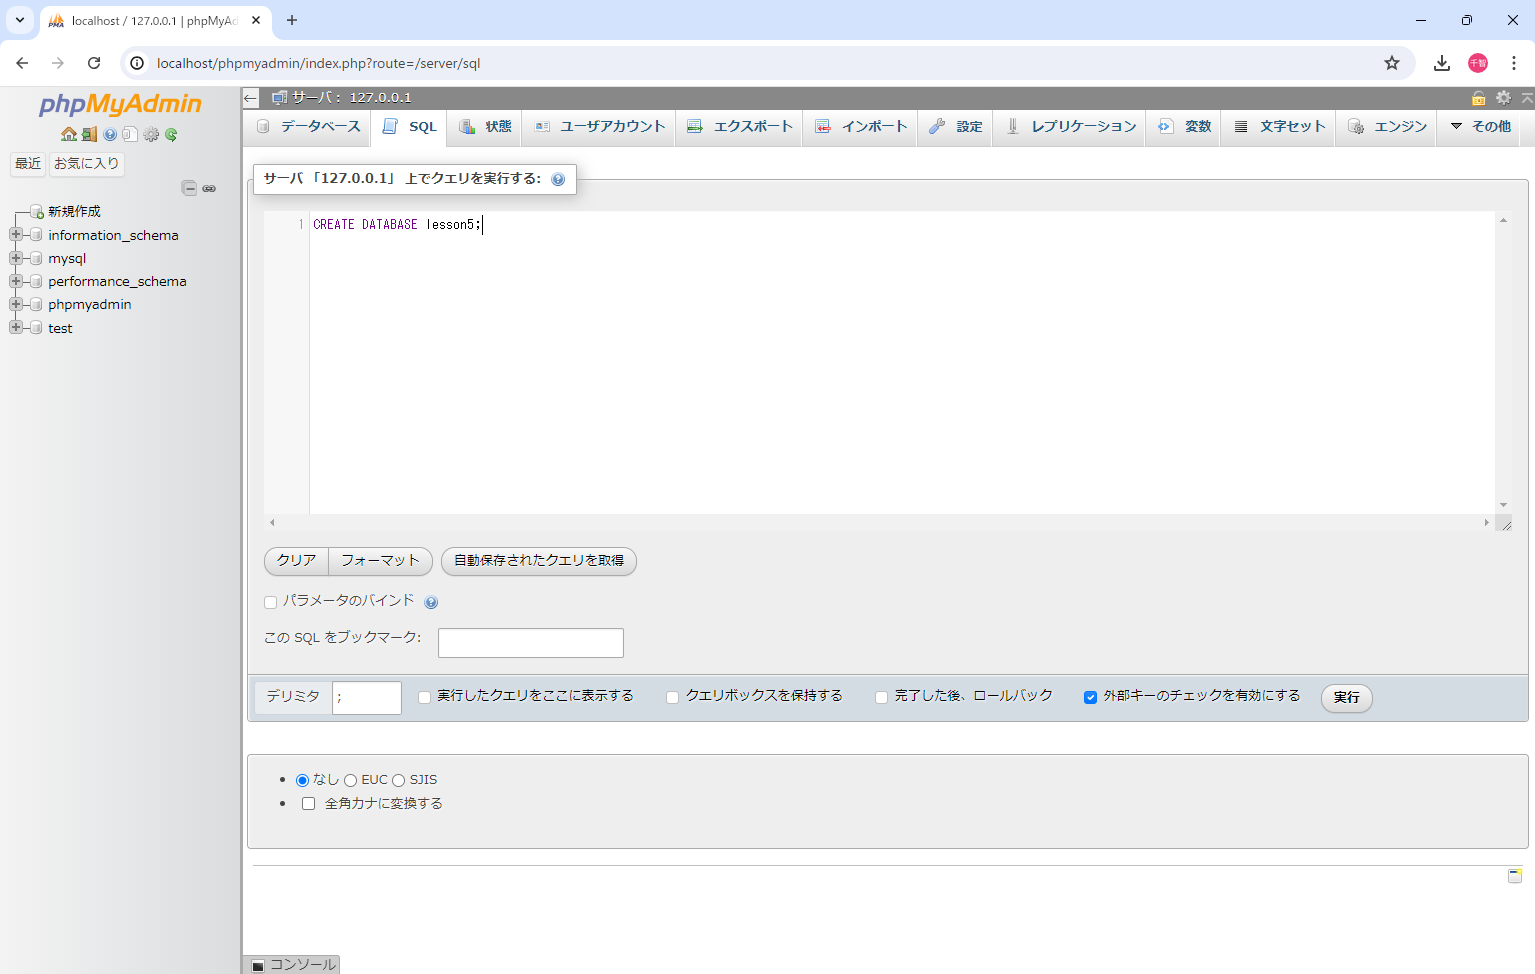 localhost / 127.0.0.1 | phpMyAd
localhost/phpmyadmin/index.php?route=/server/sql
千智
phpMyAdmin
最近 お気に入り
新規作成
information_schema
mysql
performance_schema
phpmyadmin
test
サーバ： 127.0.0.1
データベース SQL 状態 ユーザアカウント エクスポート インポート 設定 レプリケーション 変数 文字セット エンジン その他
サーバ 「127.0.0.1」 上でクエリを実行する:
1 CREATE DATABASE lesson5;
クリア フォーマット 自動保存されたクエリを取得
パラメータのバインド
この SQL をブックマーク:
デリミタ ; 実行したクエリをここに表示する クエリボックスを保持する 完了した後、ロールバック 外部キーのチェックを有効にする 実行
なし EUC SJIS
全角カナに変換する
コンソール